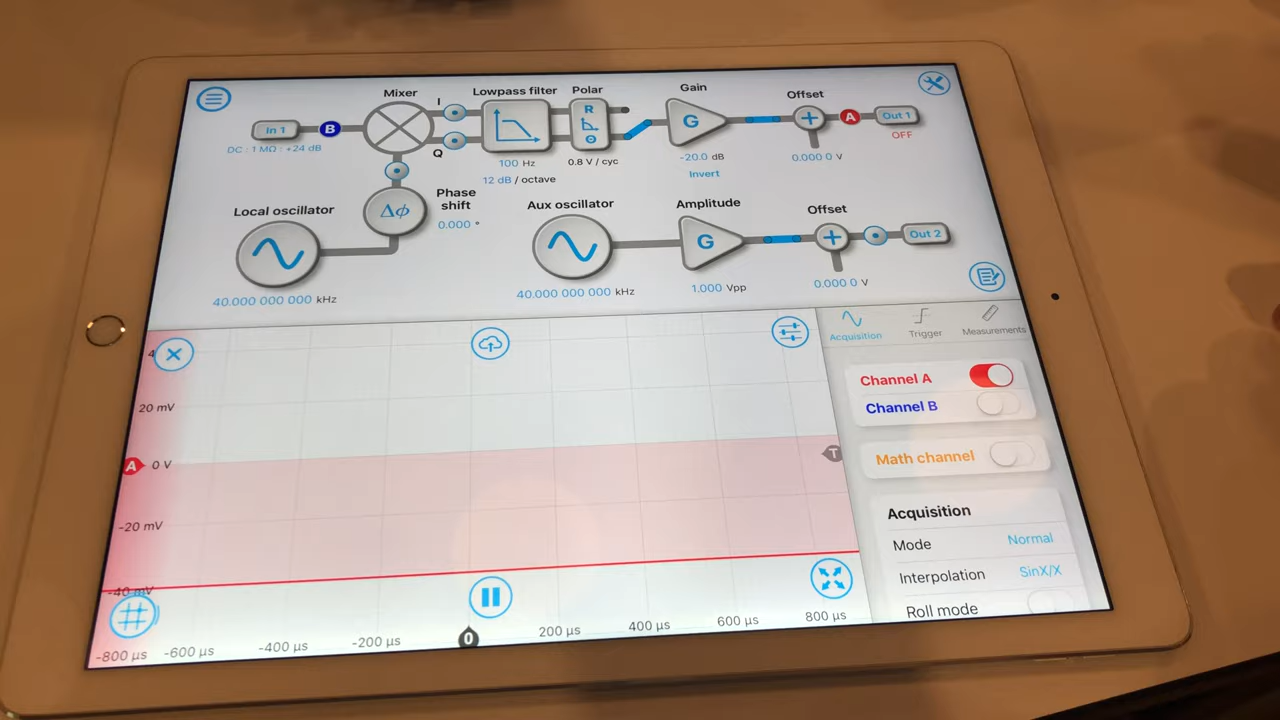 Mixer
I
Lowpass filter
Polar
Gain
Offset
In 1
B
R
Θ
G
A
Out 1
OFF
DC : 1 MΩ : +24 dB
Q
100 Hz
0.8 V / cyc
-20.0 dB
0.000 0 V
12 dB / octave
Invert
Local oscillator
Δϕ
Phase
shift
0.000 °
Aux oscillator
Amplitude
Offset
G
Out 2
40.000 000 000 kHz
40.000 000 000 kHz
1.000 Vpp
0.000 0 V
Acquisition
Trigger
Measurements
20 mV
A
0 V
T
-20 mV
-40 mV
-800 µs
-600 µs
-400 µs
-200 µs
0
200 µs
400 µs
600 µs
800 µs
Channel A
Channel B
Math channel
Acquisition
Mode
Normal
Interpolation
SinX/X
Roll mode